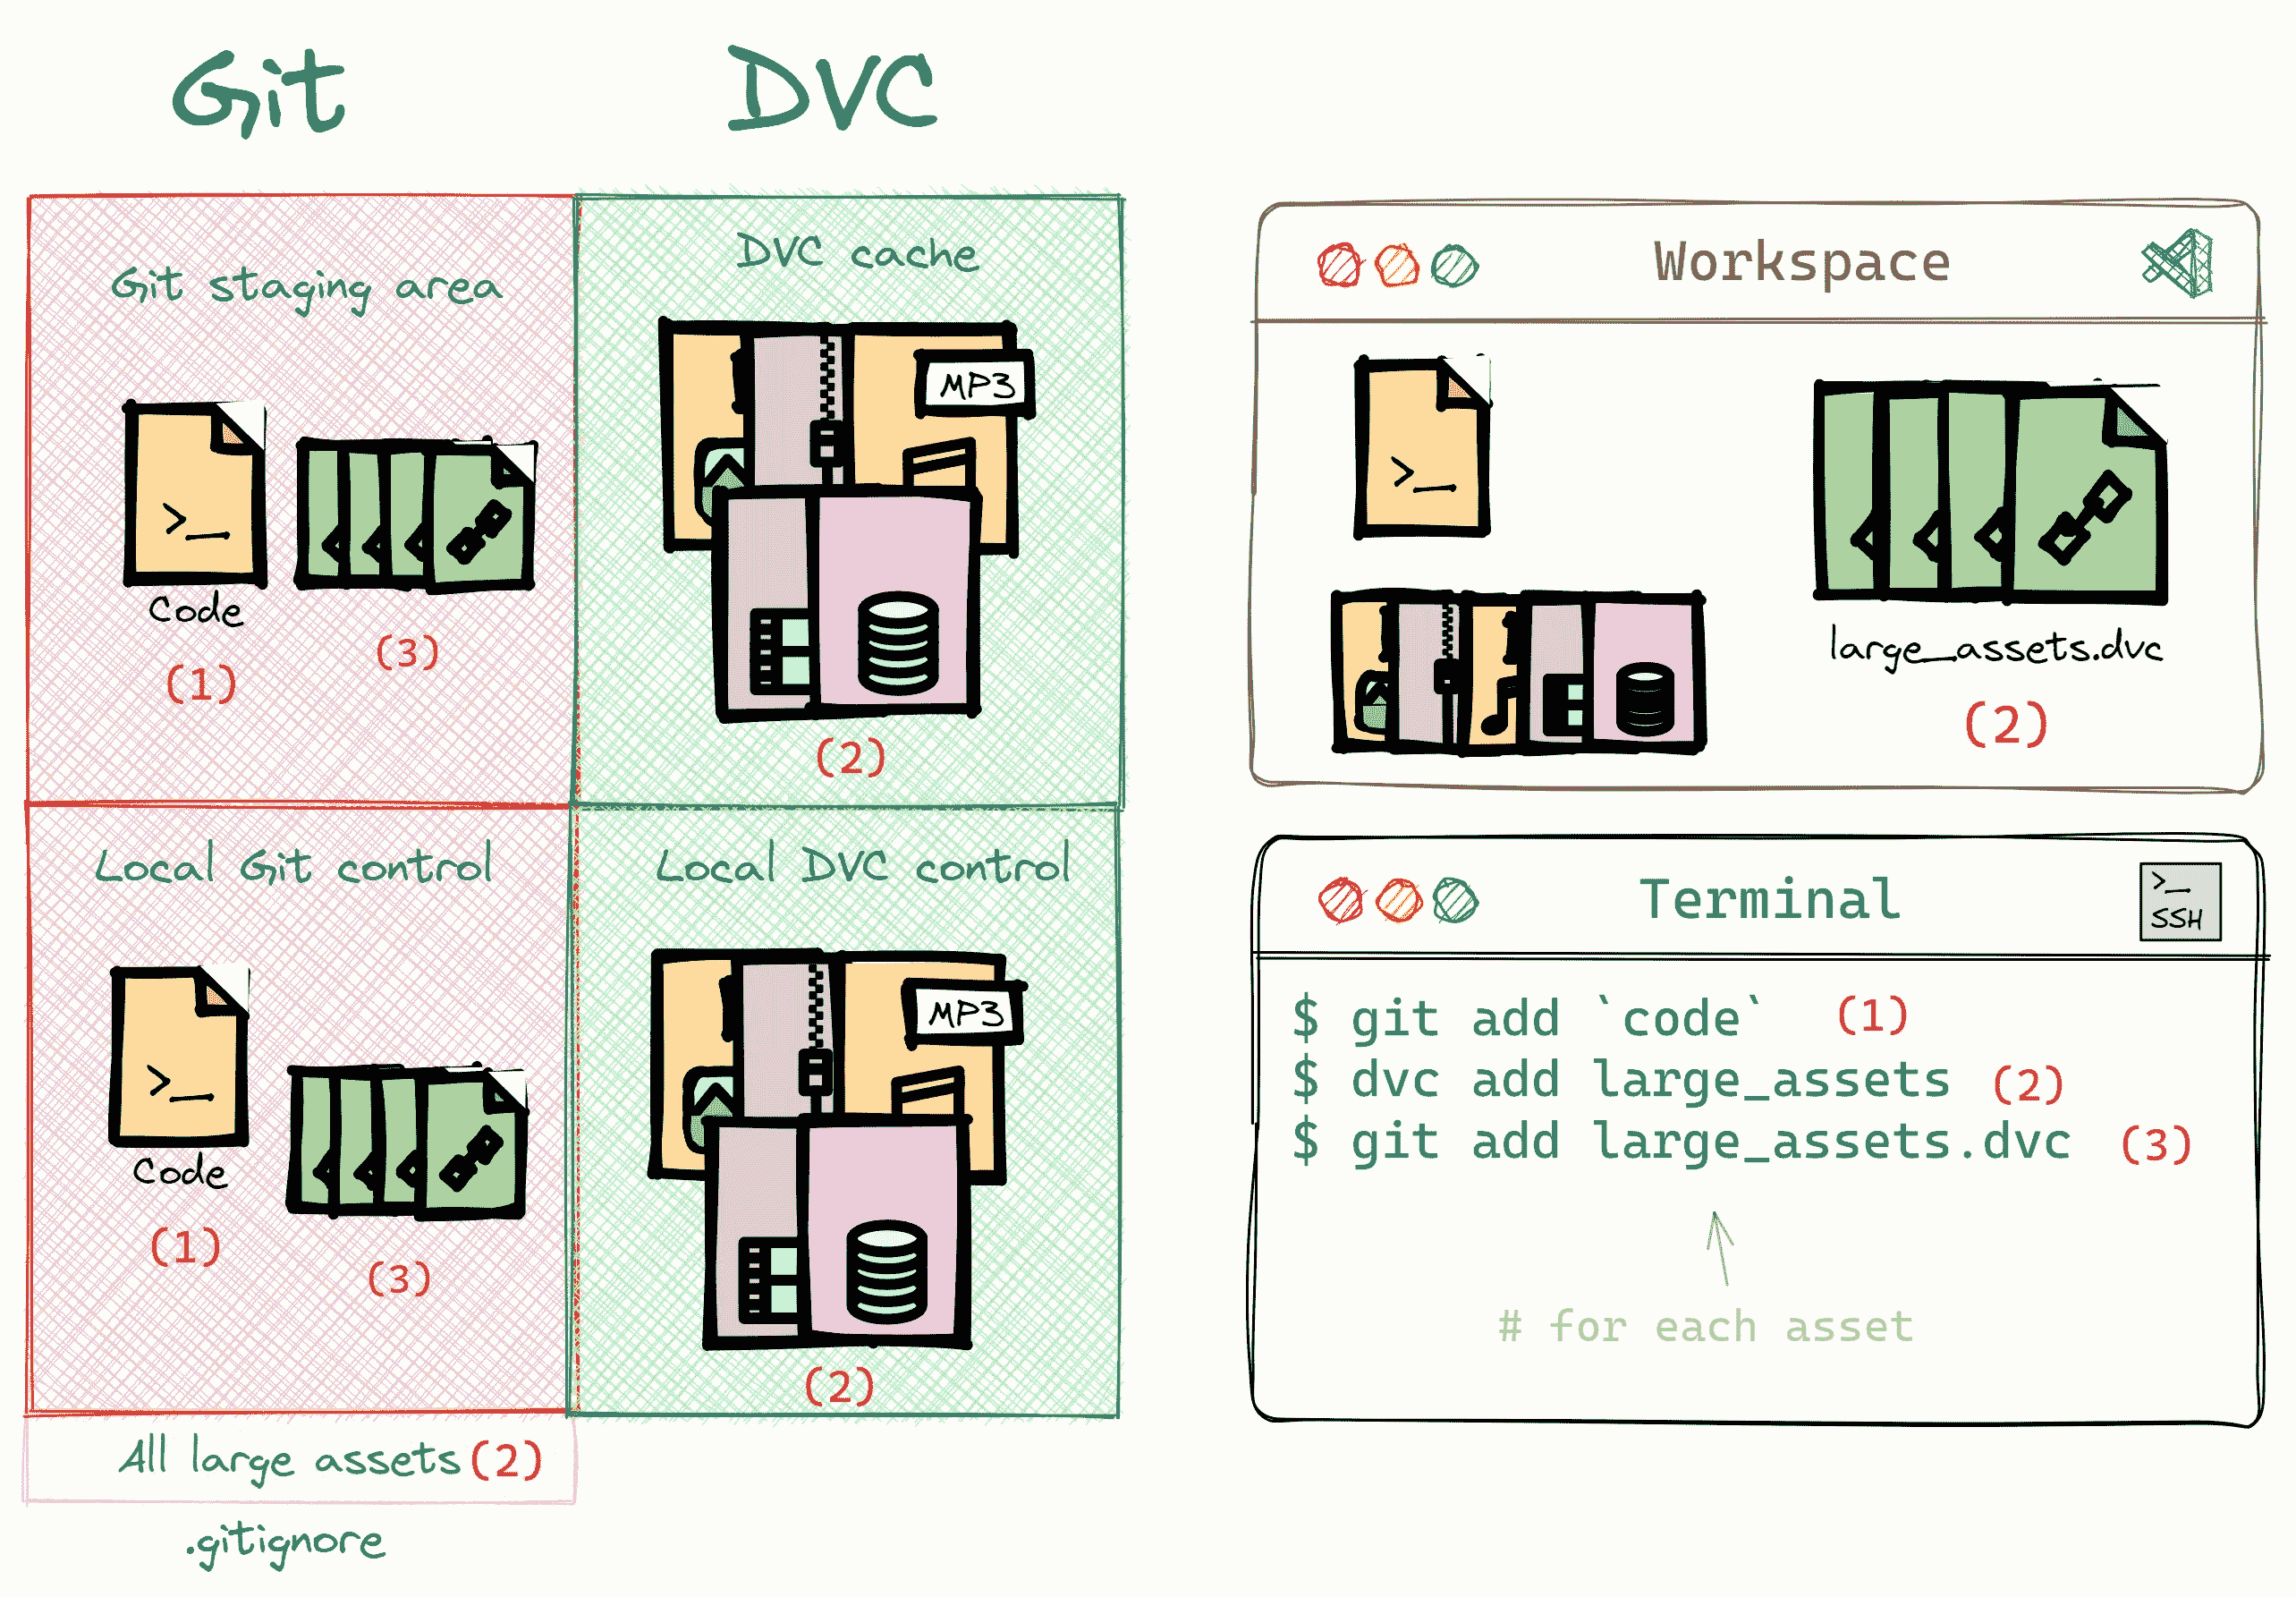 Git
DVC
Git staging area
Code
(1)
(3)
DVC cache
MP3
(2)
Local Git control
Code
(1)
(3)
Local DVC control
MP3
(2)
All large assets (2)
.gitignore
Workspace
>_
large_assets.dvc
(2)
Terminal
>_
SSH
$ git add `code` (1)
$ dvc add large_assets (2)
$ git add large_assets.dvc (3)
# for each asset